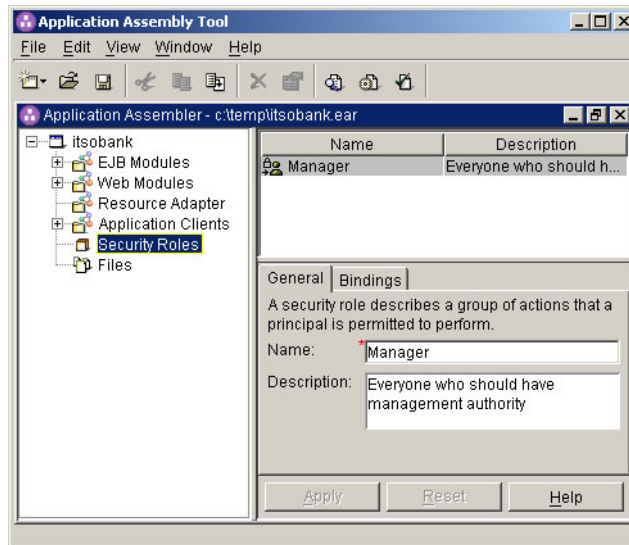 Application Assembly Tool
File Edit View Window Help
Application Assembler - c:\temp\itsobank.ear
itsobank
EJB Modules
Web Modules
Resource Adapter
Application Clients
Security Roles
Files
Name Description
Manager Everyone who should h...
General Bindings
A security role describes a group of actions that a
principal is permitted to perform.
Name: *Manager
Description: Everyone who should have
management authority
Apply Reset Help